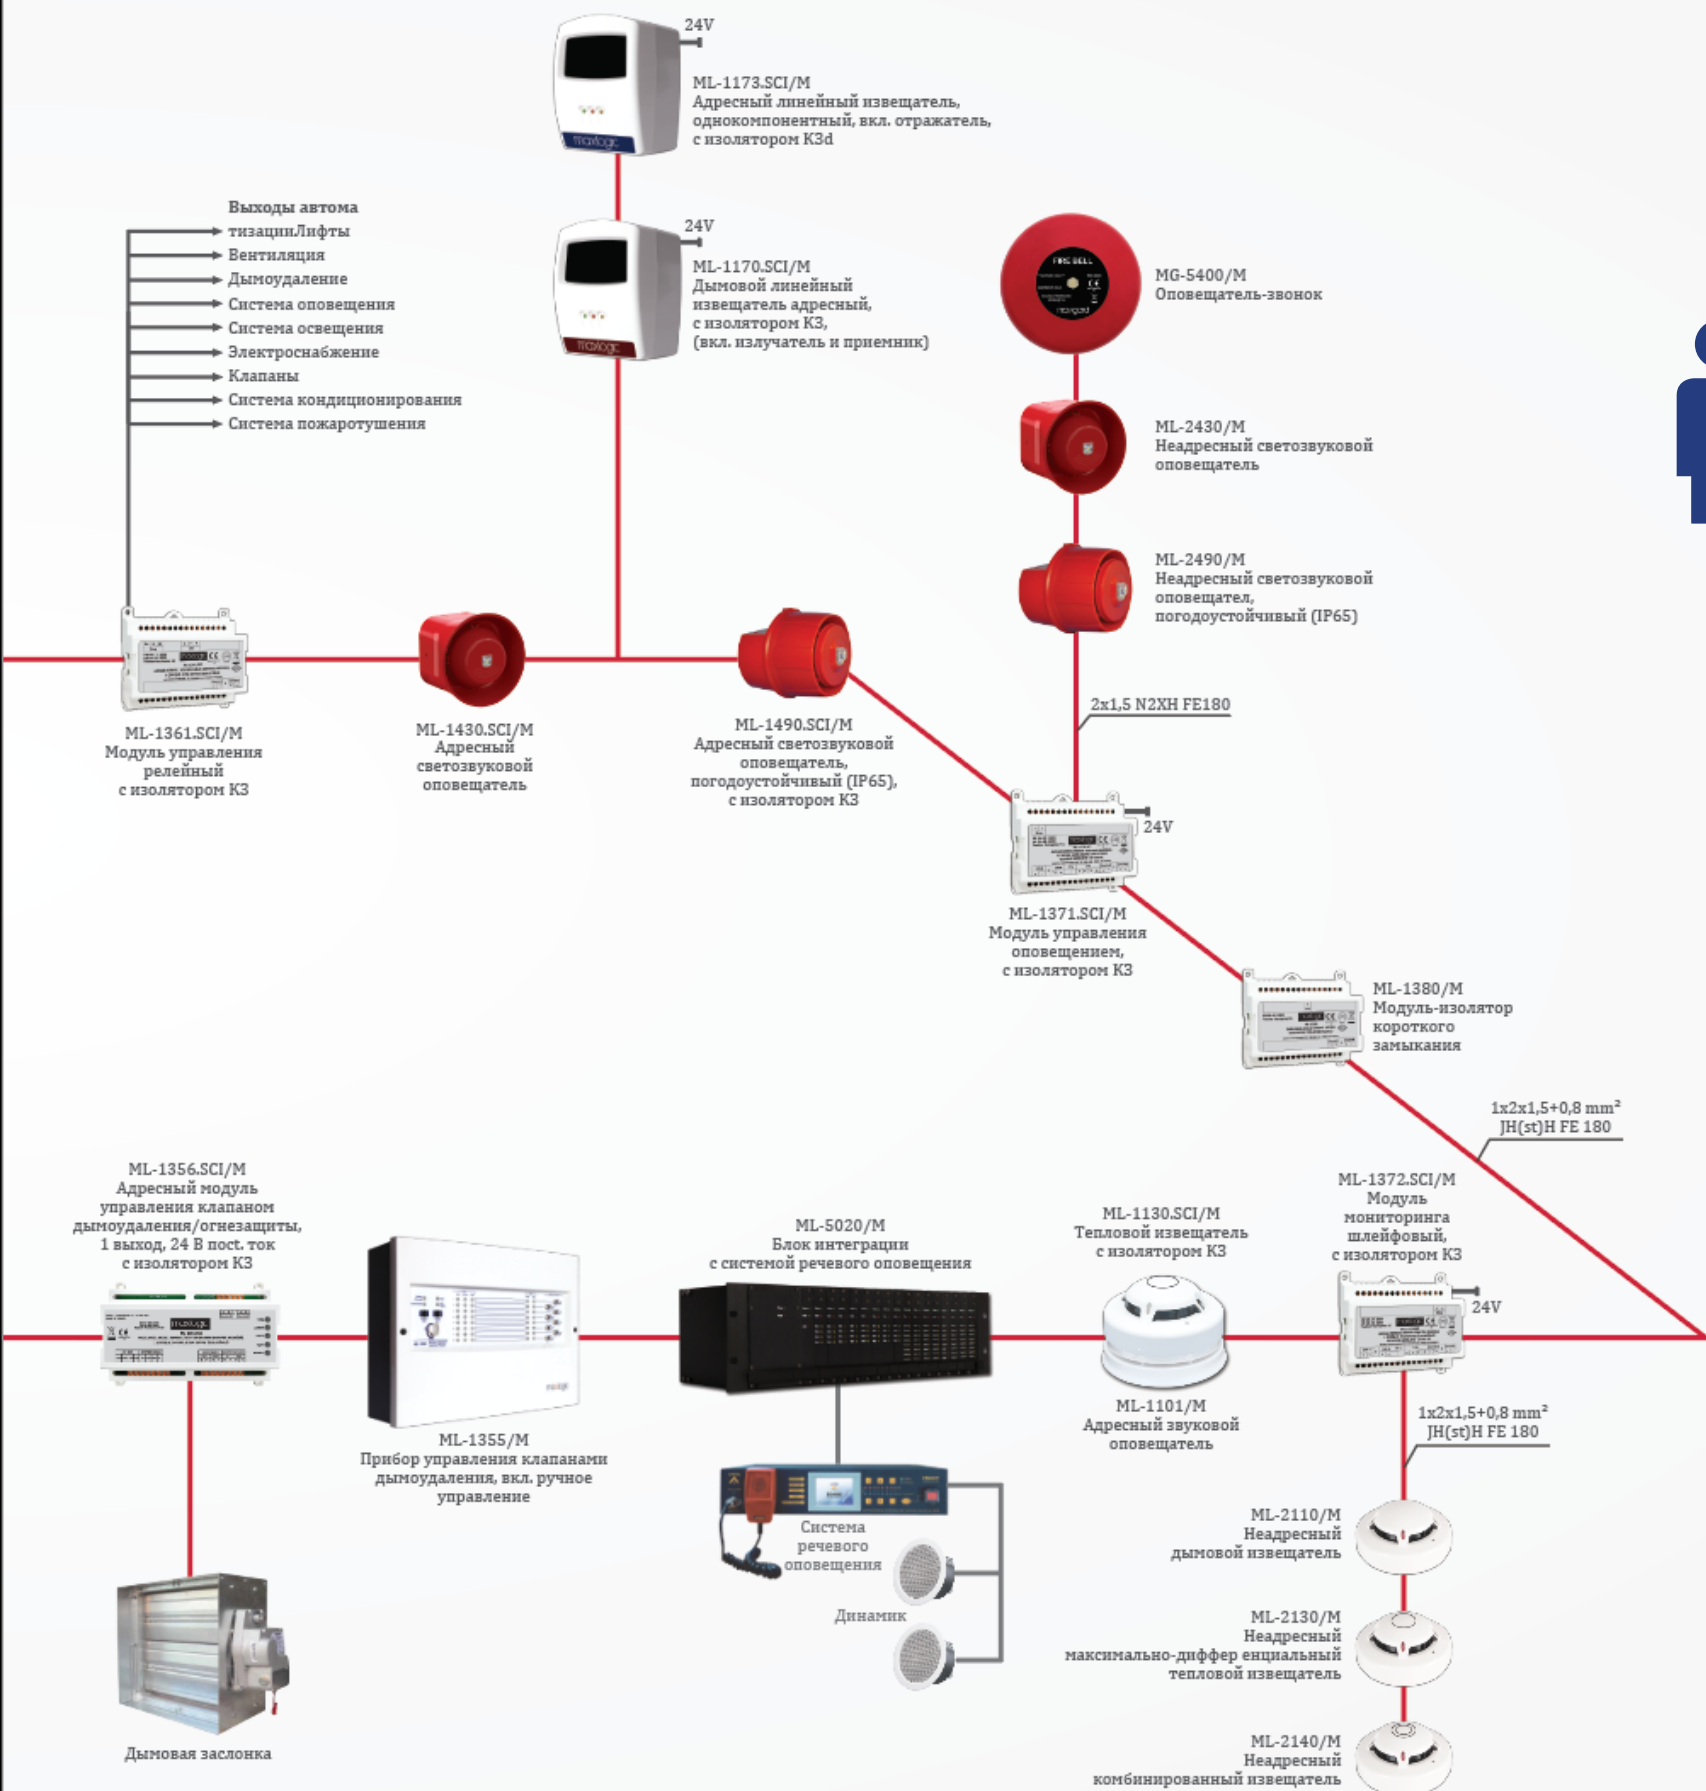 24V
ML-1173.SCI/M
Адресный линейный извещатель,
однокомпонентный, вкл. отражатель,
с изолятором КЗd
maxlogic
Выходы автома
тизацииЛифты
Вентиляция
Дымоудаление
Система оповещения
Система освещения
Электроснабжение
Клапаны
Система кондиционирования
Система пожаротушения
24V
ML-1170.SCI/M
Дымовой линейный
извещатель адресный,
с изолятором КЗ,
(вкл. излучатель и приемник)
maxlogic
FIRE BELL
maxigard
MG-5400/M
Оповещатель-звонок
ML-2430/M
Неадресный светозвуковой
оповещатель
ML-2490/M
Неадресный светозвуковой
оповещател,
погодоустойчивый (IP65)
2x1,5 N2XH FE180
ML-1361.SCI/M
Модуль управления
релейный
с изолятором КЗ
ML-1430.SCI/M
Адресный
светозвуковой
оповещатель
ML-1490.SCI/M
Адресный светозвуковой
оповещатель,
погодоустойчивый (IP65),
с изолятором КЗ
24V
ML-1371.SCI/M
Модуль управления
оповещением,
с изолятором КЗ
ML-1380/M
Модуль-изолятор
короткого
замыкания
1x2x1,5+0,8 mm²
JH(st)H FE 180
ML-1356.SCI/M
Адресный модуль
управления клапаном
дымоудаления/огнезащиты,
1 выход, 24 В пост. ток
с изолятором КЗ
maxlogic
ML-1355/M
Прибор управления клапанами
дымоудаления, вкл. ручное
управление
ML-5020/M
Блок интеграции
с системой речевого оповещения
ML-1130.SCI/M
Тепловой извещатель
с изолятором КЗ
ML-1101/M
Адресный звуковой
оповещатель
ML-1372.SCI/M
Модуль
мониторинга
шлейфовый,
с изолятором КЗ
24V
1x2x1,5+0,8 mm²
JH(st)H FE 180
Система
речевого
оповещения
Динамик
Дымовая заслонка
ML-2110/M
Неадресный
дымовой извещатель
ML-2130/M
Неадресный
максимально-диффер енциальный
тепловой извещатель
ML-2140/M
Неадресный
комбинированный извещатель